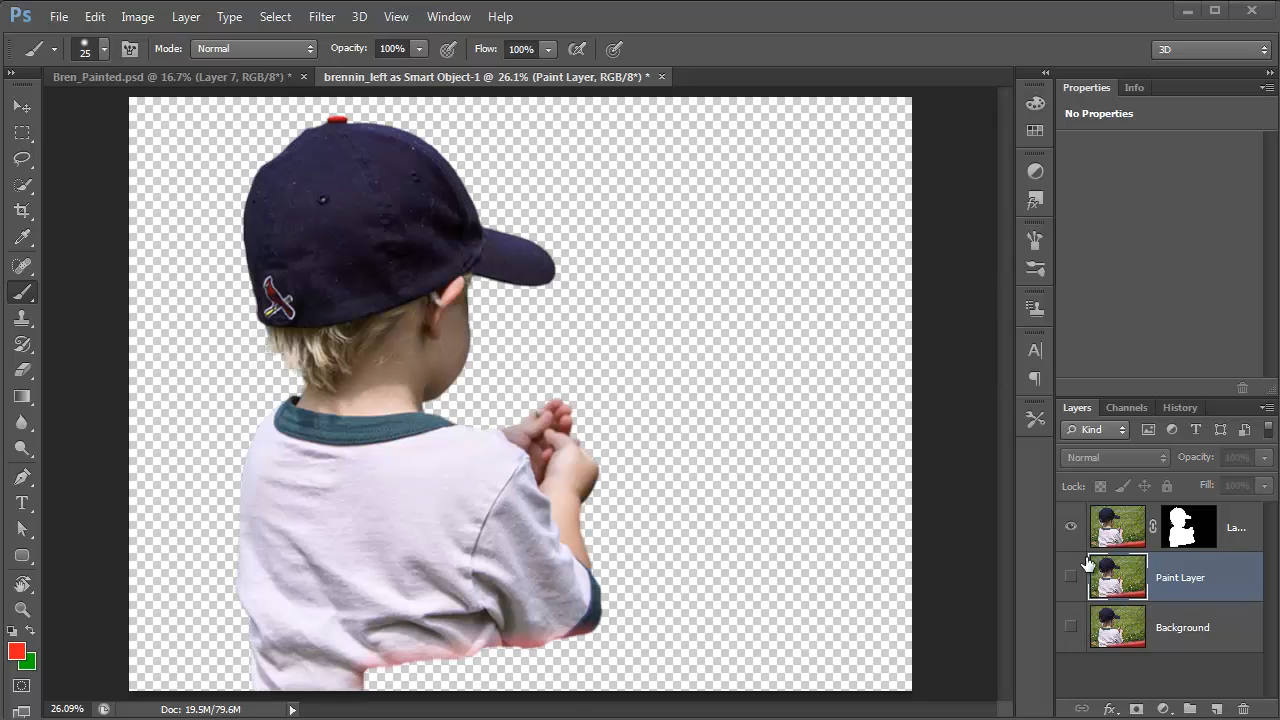 Ps File Edit Image Layer Type Select Filter 3D View Window Help
25 Mode: Normal Opacity: 100% Flow: 100% 3D
Bren_Painted.psd @ 16.7% (Layer 7, RGB/8*) * × brennin_left as Smart Object-1 @ 26.1% (Paint Layer, RGB/8*) * ×
Properties Info
No Properties
Layers Channels History
Kind
Normal Opacity: 100%
Lock: Fill: 100%
La...
Paint Layer
Background
26.09% Doc: 19.5M/79.6M